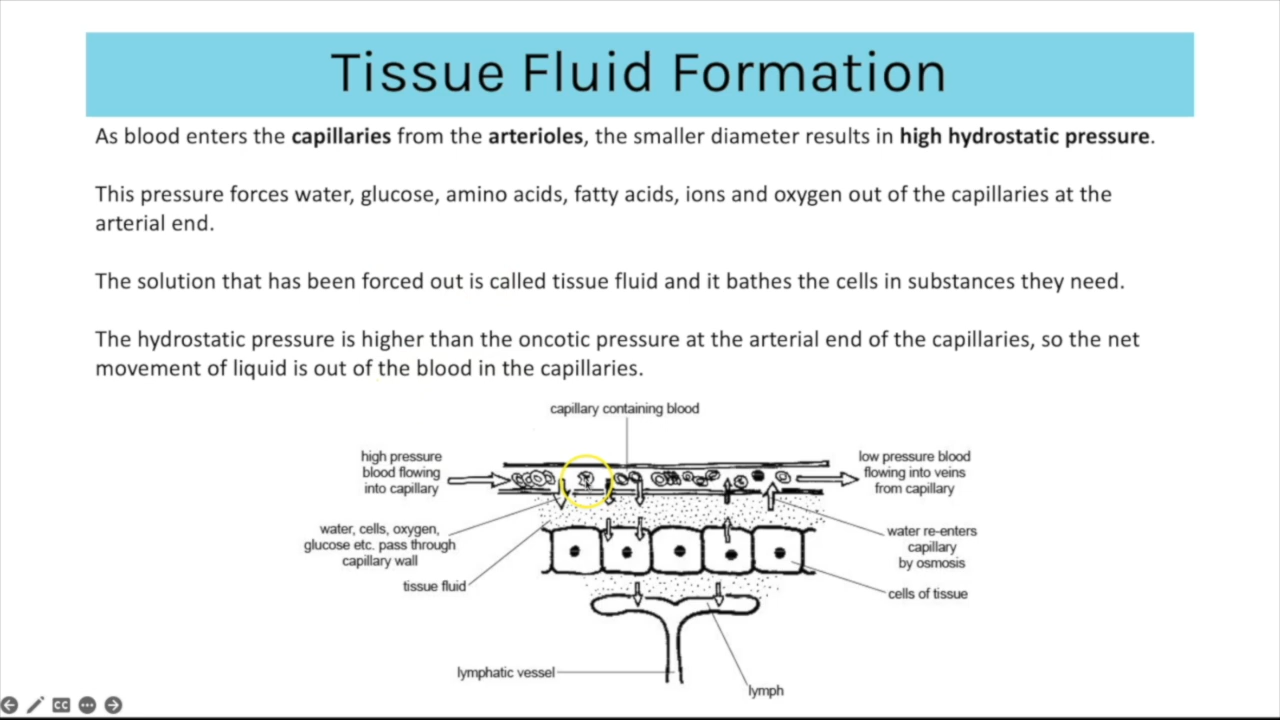 Tissue Fluid Formation
As blood enters the capillaries from the arterioles, the smaller diameter results in high hydrostatic pressure.
This pressure forces water, glucose, amino acids, fatty acids, ions and oxygen out of the capillaries at the
arterial end.
The solution that has been forced out is called tissue fluid and it bathes the cells in substances they need.
The hydrostatic pressure is higher than the oncotic pressure at the arterial end of the capillaries, so the net
movement of liquid is out of the blood in the capillaries.
capillary containing blood
high pressure
blood flowing
into capillary
low pressure blood
flowing into veins
from capillary
water, cells, oxygen,
glucose etc. pass through
capillary wall
water re-enters
capillary
by osmosis
tissue fluid
cells of tissue
lymphatic vessel
lymph
CC